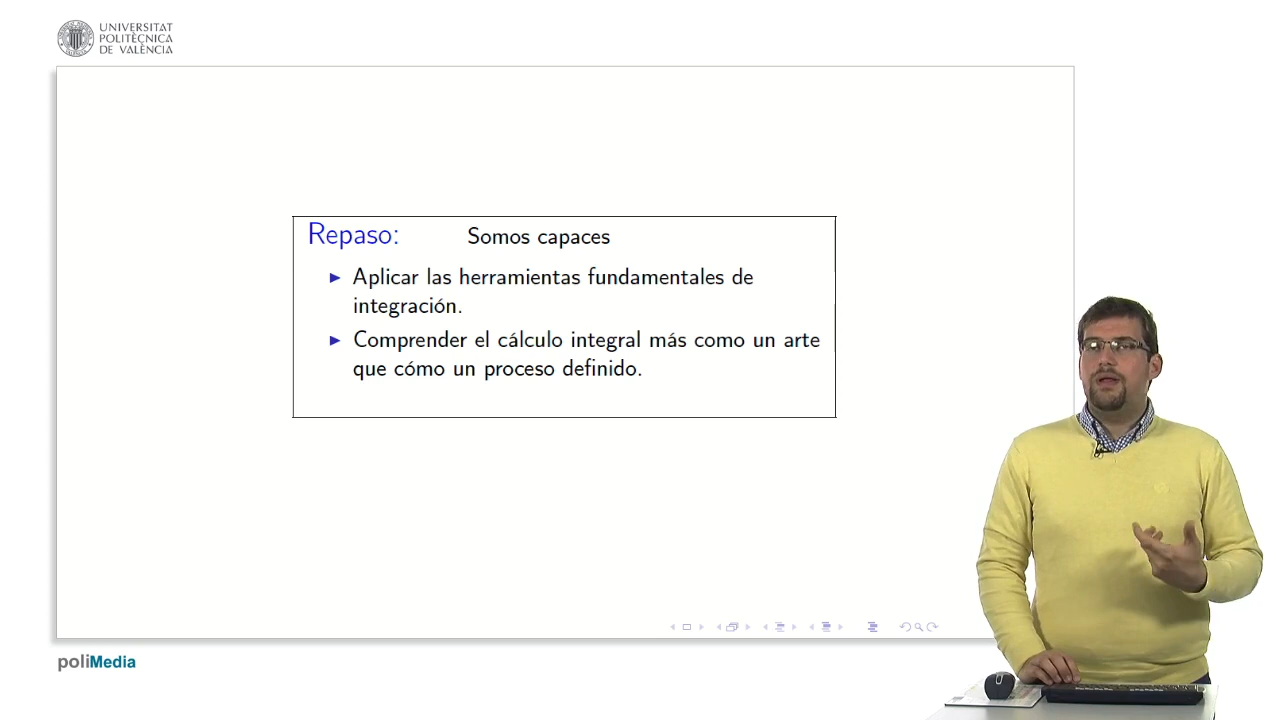 UNIVERSITAT
POLITÈCNICA
DE VALÈNCIA
Repaso: Somos capaces
Aplicar las herramientas fundamentales de
integración.
Comprender el cálculo integral más como un arte
que cómo un proceso definido.
poliMedia